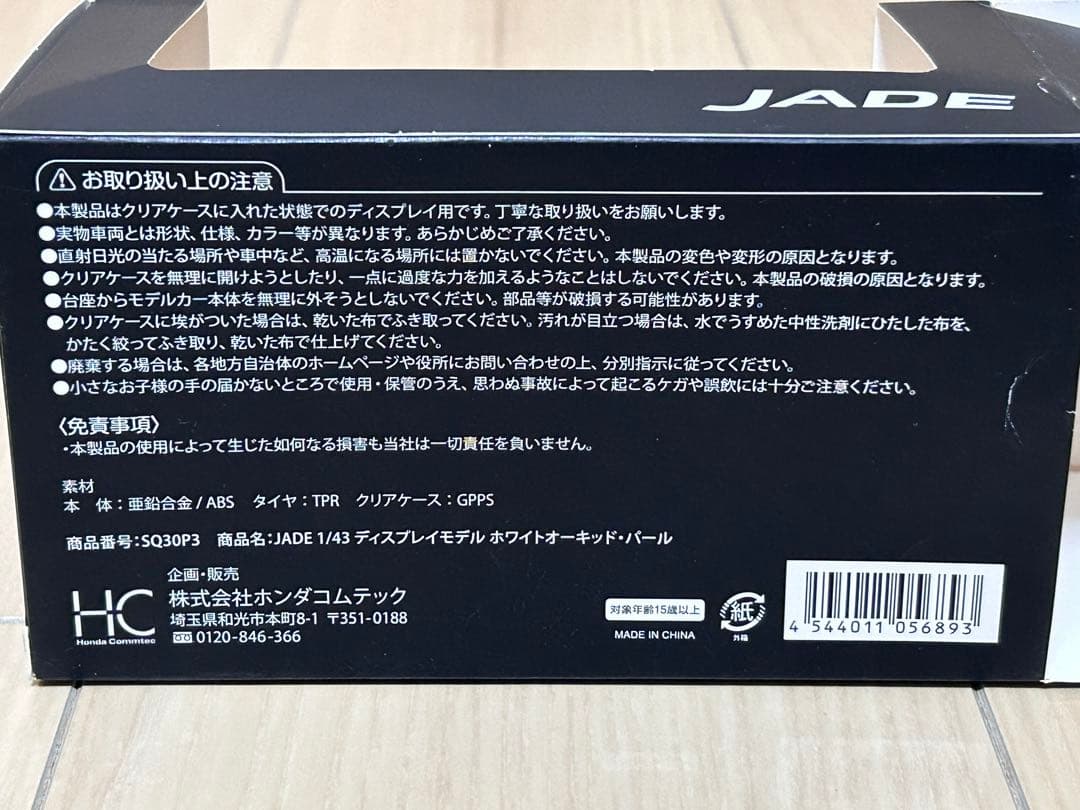 JADE
お取り扱い上の注意
●本製品はクリアケースに入れた状態でのディスプレイ用です。丁寧な取り扱いをお願いします。
●実物車両とは形状、仕様、カラー等が異なります。あらかじめご了承ください。
●直射日光の当たる場所や車中など、高温になる場所には置かないでください。本製品の変色や変形の原因となります。
●クリアケースを無理に開けようとしたり、一点に過度な力を加えるようなことはしないでください。本製品の破損の原因となります。
●台座からモデルカー本体を無理に外そうとしないでください。部品等が破損する可能性があります。
●クリアケースに埃がついた場合は、乾いた布でふき取ってください。汚れが目立つ場合は、水でうすめた中性洗剤にひたした布を、
かたく絞ってふき取り、乾いた布で仕上げてください。
●廃棄する場合は、各地方自治体のホームページや役所にお問い合わせの上、分別指示に従ってください。
●小さなお子様の手の届かないところで使用・保管のうえ、思わぬ事故によって起こるケガや誤飲には十分ご注意ください。
〈免責事項〉
・本製品の使用によって生じた如何なる損害も当社は一切責任を負いません。
素材
本 体：亜鉛合金 / ABS タイヤ：TPR クリアケース：GPPS
商品番号：SQ30P3 商品名：JADE 1/43 ディスプレイモデル ホワイトオーキッド・パール
企画・販売
HC 株式会社ホンダコムテック
埼玉県和光市本町8-1 〒351-0188
Honda Commtec 0120-846-366
対象年齢15歳以上
MADE IN CHINA
紙
外箱
4 544011 056893